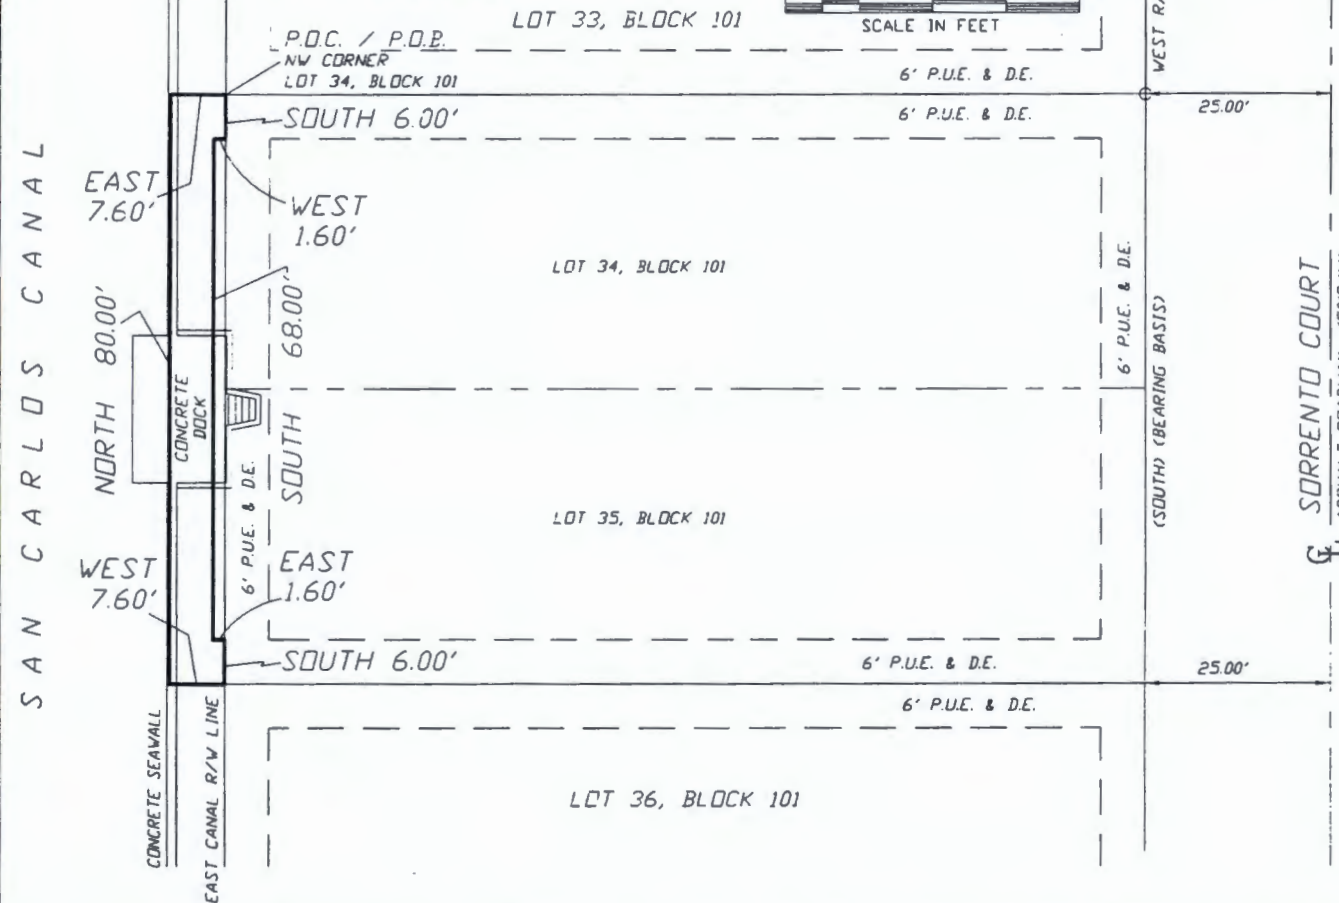 LOT 33, BLOCK 101
SCALE IN FEET
P.O.C. / P.O.B.
NW CORNER
LOT 34, BLOCK 101
6' P.U.E. & D.E.
WEST R/
25.00'
SOUTH 6.00'
6' P.U.E. & D.E.
EAST
7.60'
WEST
1.60'
LOT 34, BLOCK 101
SAN CARLOS CANAL
NORTH 80.00'
SOUTH 68.00'
CONCRETE
DOCK
6' P.U.E. & D.E.
(SOUTH) (BEARING BASIS)
SORRENTO COURT
6' P.U.E. & D.E.
LOT 35, BLOCK 101
WEST
7.60'
EAST
1.60'
SOUTH 6.00'
6' P.U.E. & D.E.
25.00'
6' P.U.E. & D.E.
CONCRETE SEAWALL
EAST CANAL R/W LINE
LOT 36, BLOCK 101